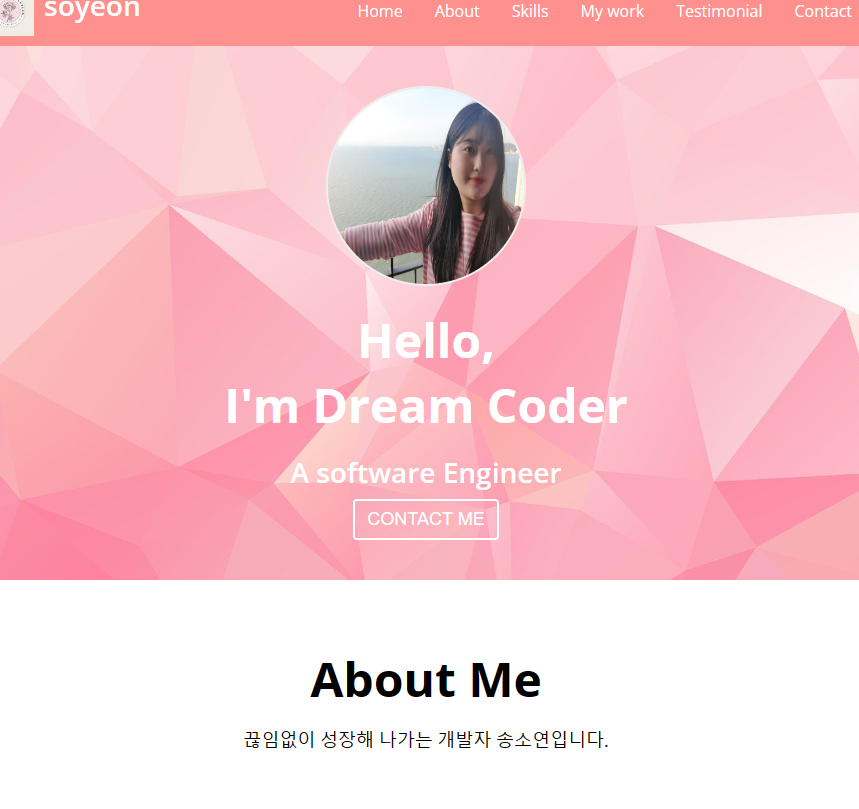 soyeon
Home About Skills My work Testimonial Contact
Hello,
I'm Dream Coder
A software Engineer
CONTACT ME
About Me
끊임없이 성장해 나가는 개발자 송소연입니다.